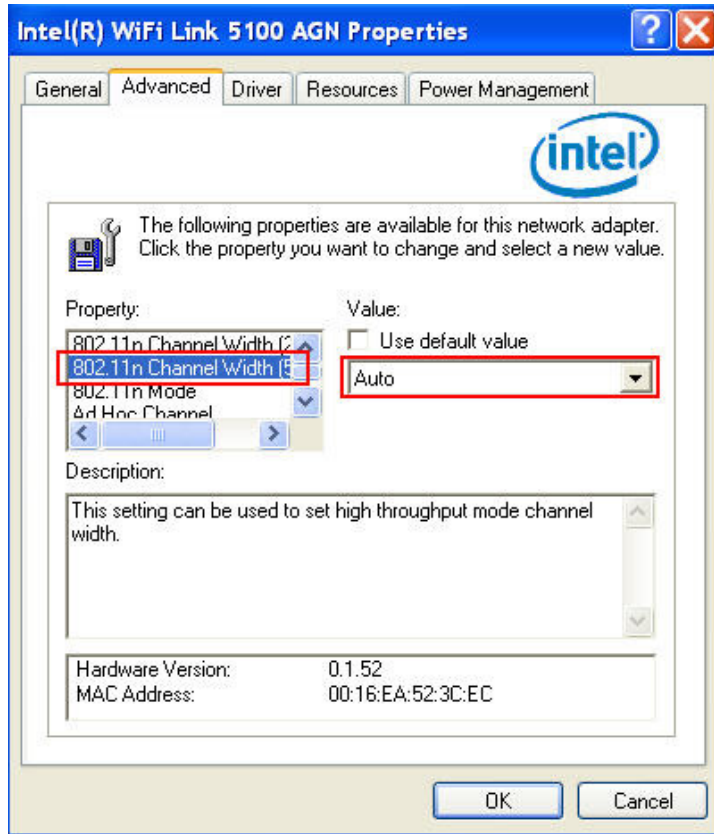 Intel(R) WiFi Link 5100 AGN Properties
General Advanced Driver Resources Power Management
intel
The following properties are available for this network adapter.
Click the property you want to change and select a new value.
Property:
802.11n Channel Width (2
802.11n Channel Width (5
802.11n Mode
Ad Hoc Channel
Value:
Use default value
Auto
Description:
This setting can be used to set high throughput mode channel
width.
Hardware Version: 0.1.52
MAC Address: 00:16:EA:52:3C:EC
OK Cancel